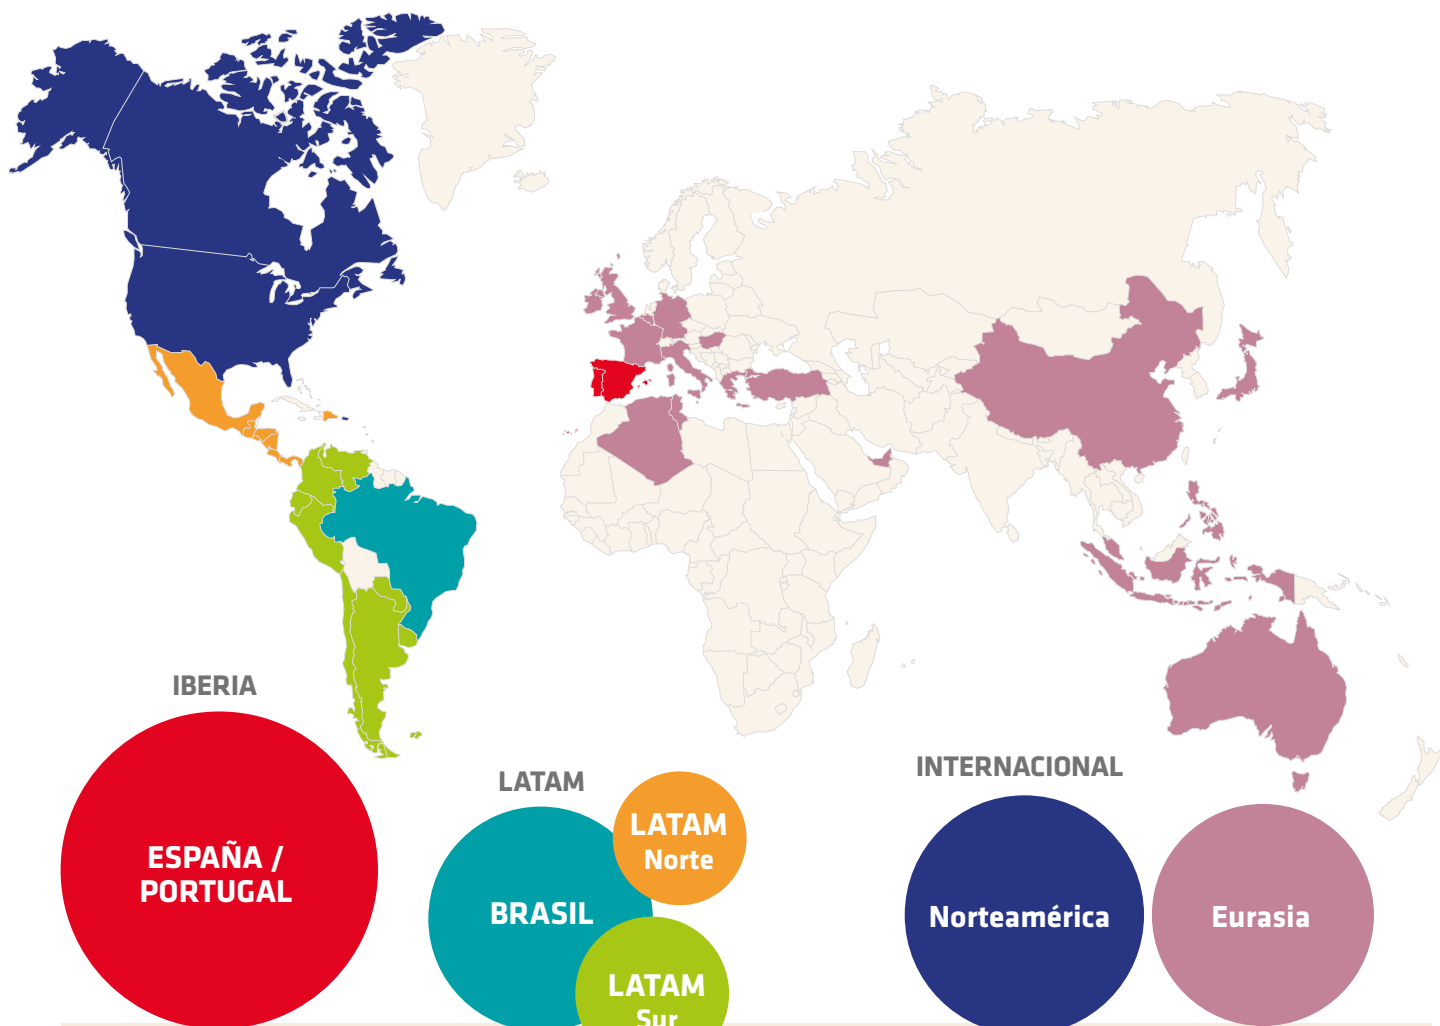 IBERIA
ESPAÑA /
PORTUGAL
LATAM
LATAM
Norte
BRASIL
LATAM
Sur
INTERNACIONAL
Norteamérica
Eurasia